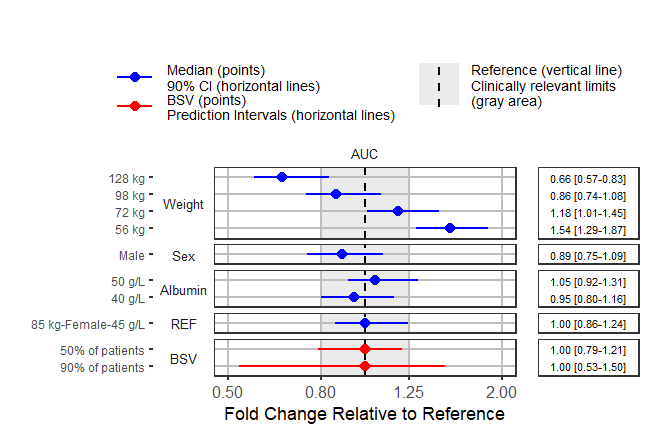 Median (points)
90% CI (horizontal lines)
BSV (points)
Prediction Intervals (horizontal lines)
Reference (vertical line)
Clinically relevant limits
(gray area)
AUC
128 kg
98 kg
72 kg
56 kg
Weight
0.66 [0.57-0.83]
0.86 [0.74-1.08]
1.18 [1.01-1.45]
1.54 [1.29-1.87]
Male
Sex
0.89 [0.75-1.09]
50 g/L
40 g/L
Albumin
1.05 [0.92-1.31]
0.95 [0.80-1.16]
85 kg-Female-45 g/L
REF
1.00 [0.86-1.24]
50% of patients
90% of patients
BSV
1.00 [0.79-1.21]
1.00 [0.53-1.50]
0.50 0.80 1.25 2.00
Fold Change Relative to Reference